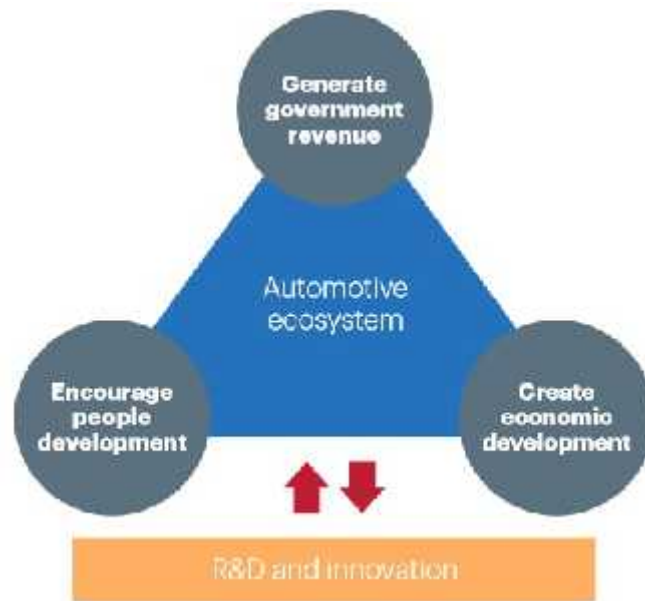 Generate
government
revenue
Automotive
ecosystem
Encourage
people
development
Create
economic
development
R&D and innovation